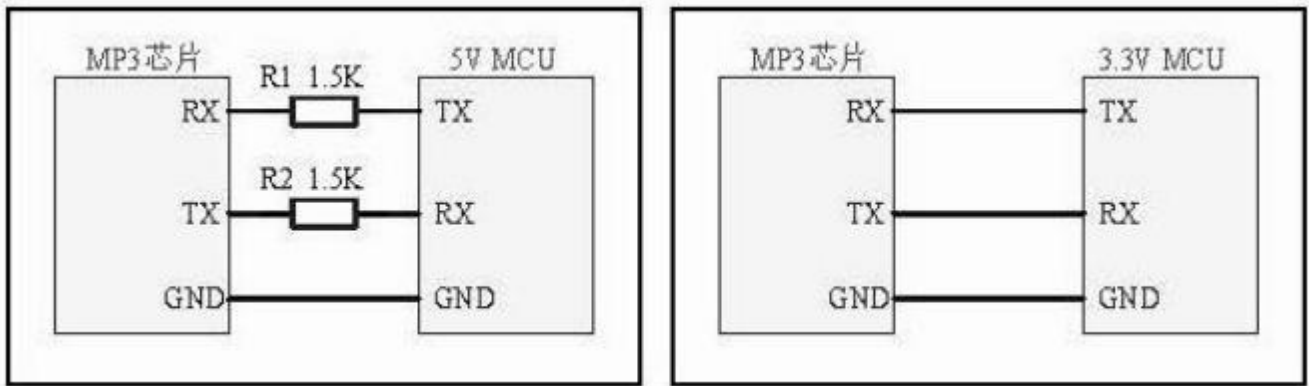 MP3芯片
5V MCU
R1 1.5K
RX
TX
R2 1.5K
TX
RX
GND
GND
MP3芯片
3.3V MCU
RX
TX
TX
RX
GND
GND